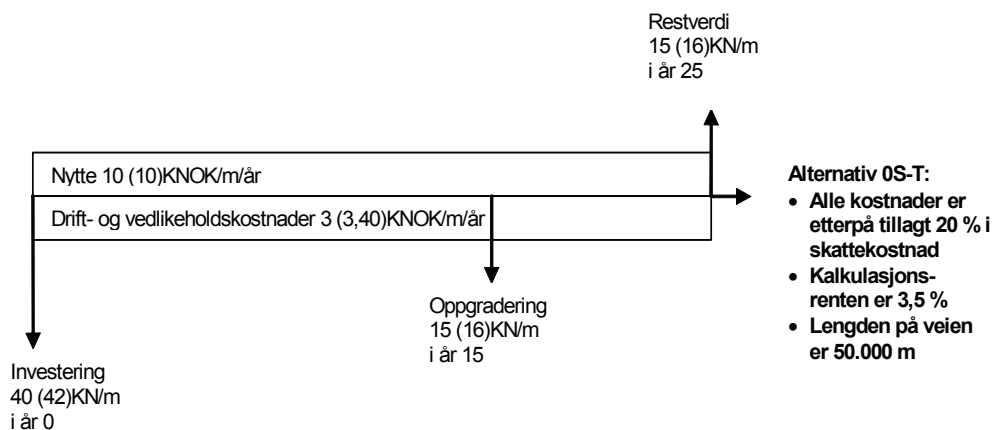 Restverdi
15 (16)KN/m
i år 25
Nytte 10 (10)KNOK/m/år
Drift- og vedlikeholdskostnader 3 (3,40)KNOK/m/år
Oppgradering
15 (16)KN/m
i år 15
Investering
40 (42)KN/m
i år 0
Alternativ 0S-T:
• Alle kostnader er
etterpå tillagt 20 % i
skattekostnad
• Kalkulasjons-
renten er 3,5 %
• Lengden på veien
er 50.000 m